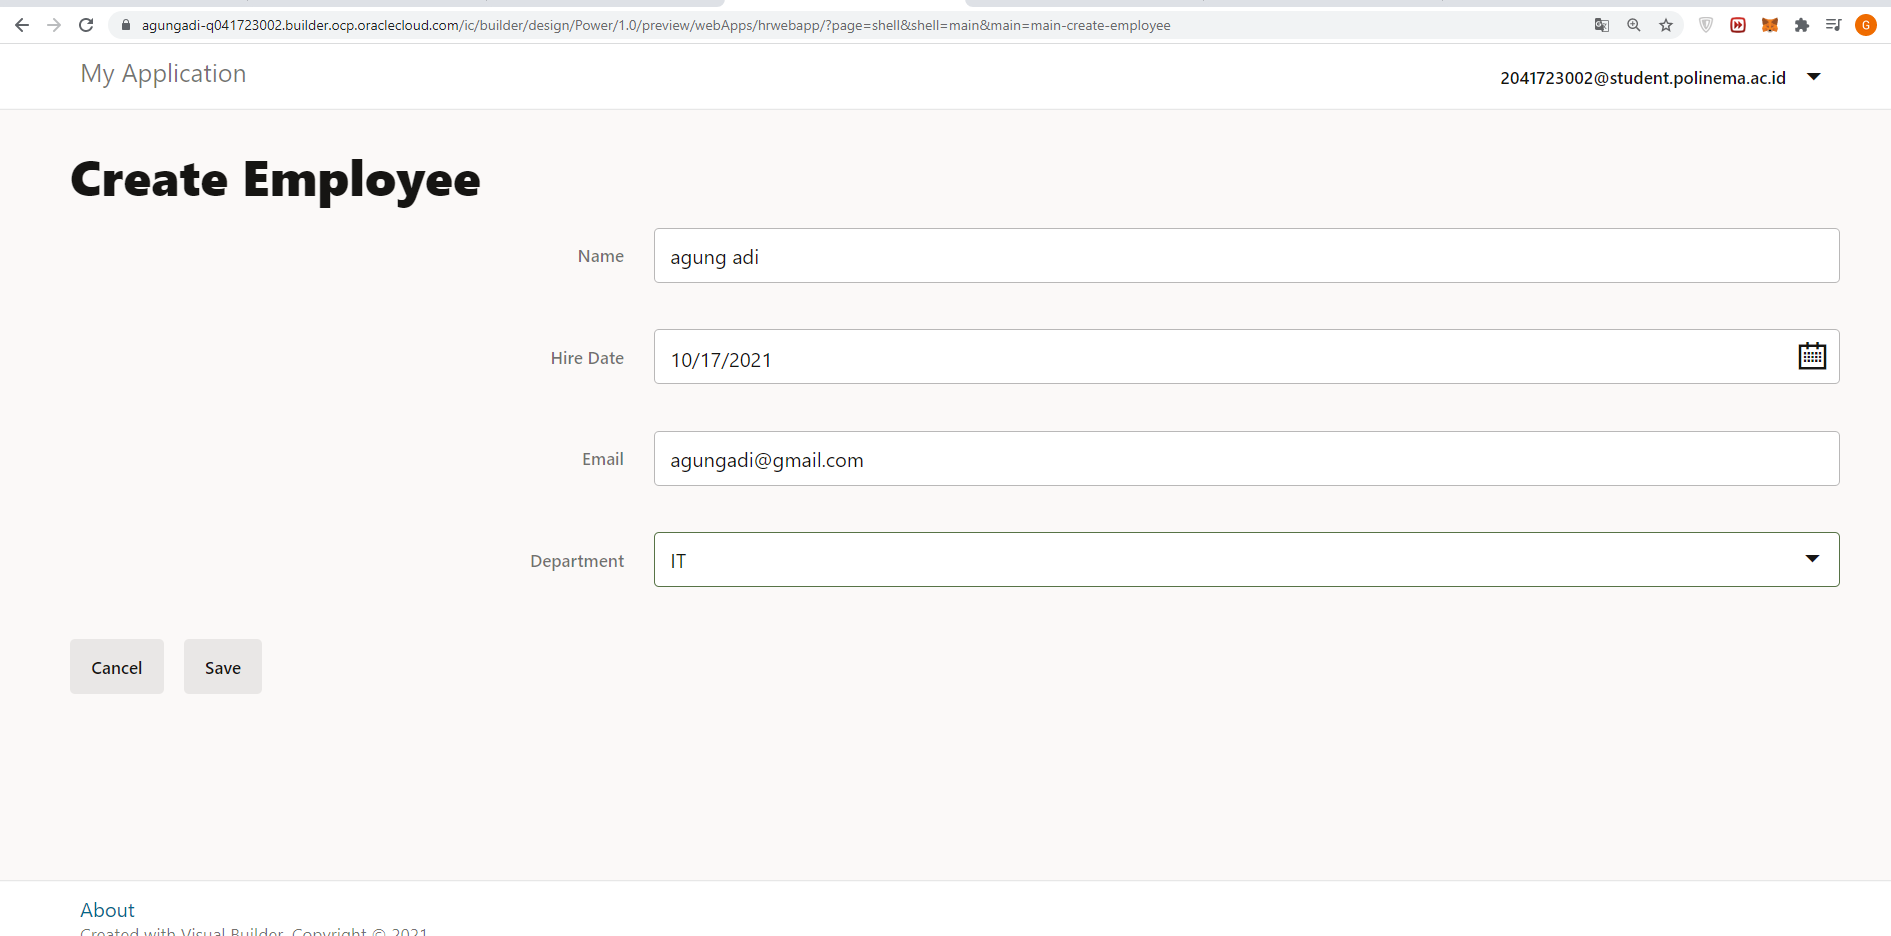 agungadi-q041723002.builder.ocp.oraclecloud.com/ic/builder/design/Power/1.0/preview/webApps/hrwebapp/?page=shell&shell=main&main=main-create-employee
G
My Application
2041723002@student.polinema.ac.id
Create Employee
Name
agung adi
Hire Date
10/17/2021
Email
agungadi@gmail.com
Department
IT
Cancel
Save
About
Created with Visual Builder, Copyright © 2021